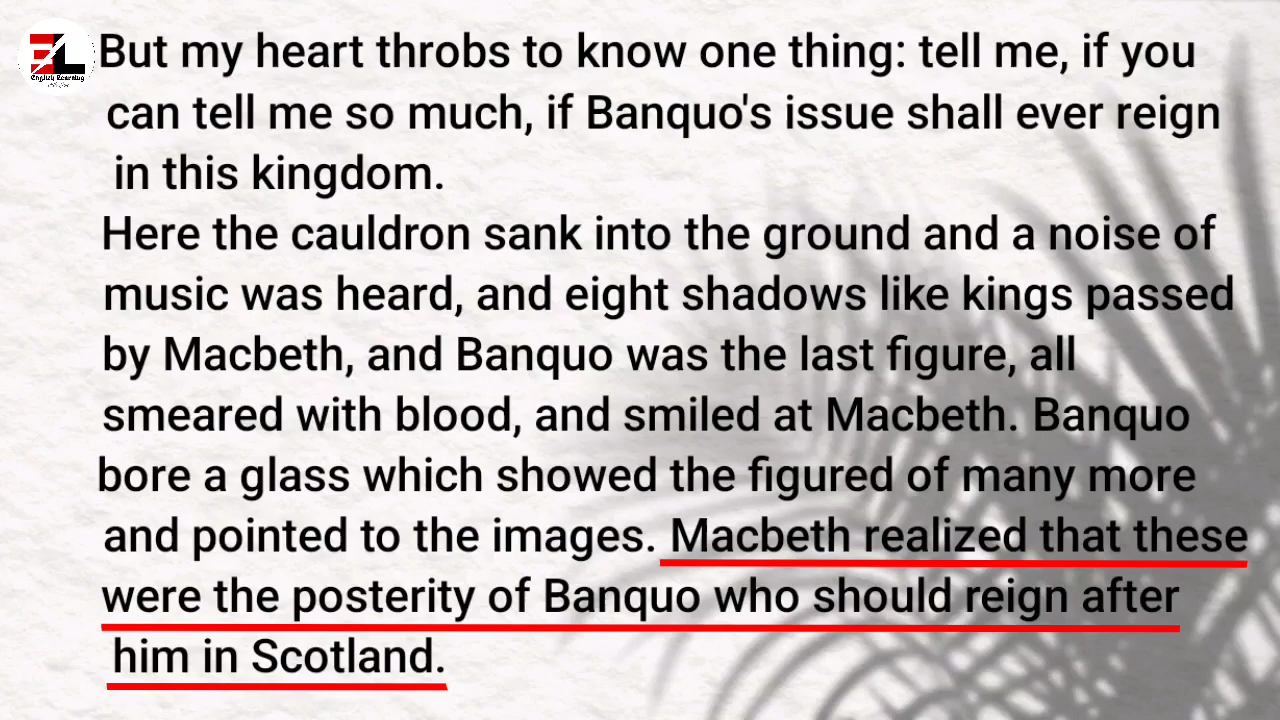 EL
English Learning
But my heart throbs to know one thing: tell me, if you
can tell me so much, if Banquo's issue shall ever reign
in this kingdom.
Here the cauldron sank into the ground and a noise of
music was heard, and eight shadows like kings passed
by Macbeth, and Banquo was the last figure, all
smeared with blood, and smiled at Macbeth. Banquo
bore a glass which showed the figured of many more
and pointed to the images. Macbeth realized that these
were the posterity of Banquo who should reign after
him in Scotland.